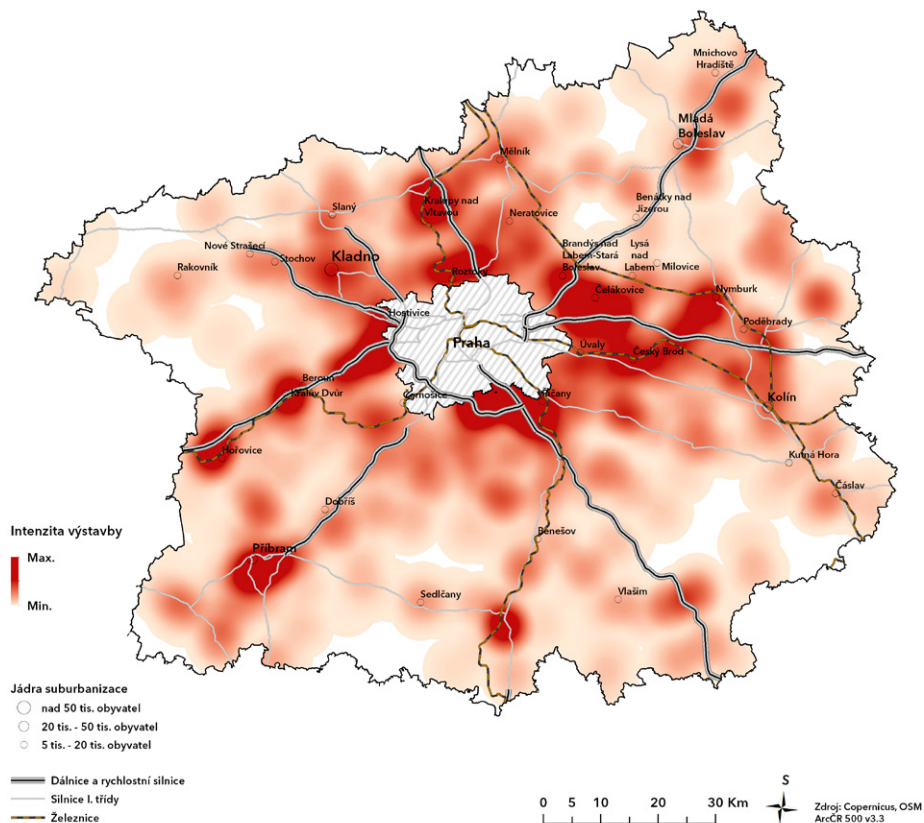 Mnichovo
Hradiště
Mladá
Boleslav
Mělník
Benátky nad
Jizerou
Slaný
Kralupy nad
Vltavou
Neratovice
Nové Strašecí
Stochov
Kladno
Rakovník
Roztoky
Brandýs nad
Labem-Stará
Boleslav
Lysá
nad
Labem
Milovice
Čelákovice
Nymburk
Hostivice
Poděbrady
Praha
Úvaly
Český Brod
Beroun
Králův Dvůr
Černošice
Říčany
Kolín
Hořovice
Kutná Hora
Čáslav
Dobříš
Benešov
Příbram
Sedlčany
Vlašim
Intenzita výstavby
Max.
Min.
Jádra suburbanizace
nad 50 tis. obyvatel
20 tis. - 50 tis. obyvatel
5 tis. - 20 tis. obyvatel
Dálnice a rychlostní silnice
Silnice I. třídy
Železnice
0 5 10 20 30 Km
S
Zdroj: Copernicus, OSM
ArcČR 500 v3.3